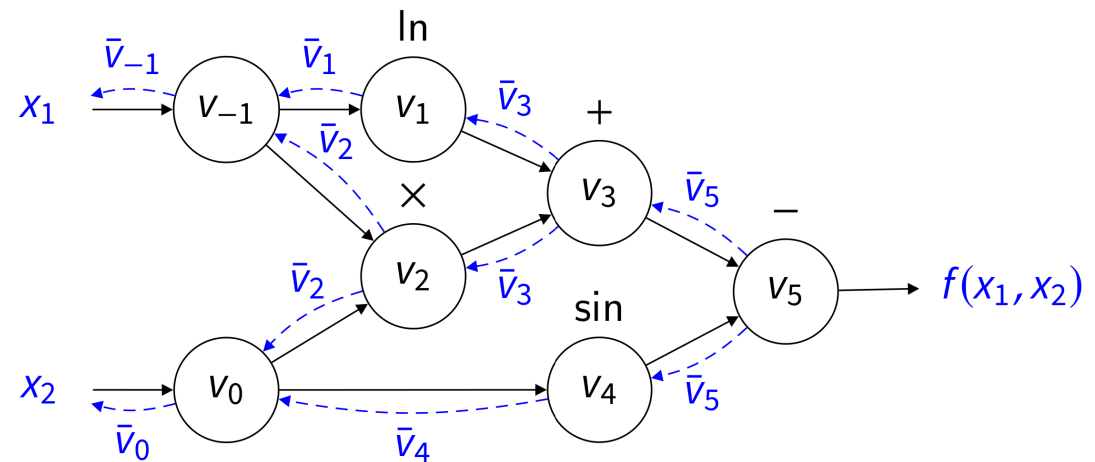 ln
v̄₋₁
v̄₁
x₁
v₋₁
v₁
v̄₃
+
v̄₂
×
v₃
v̄₅
−
v̄₂
v₂
v̄₃
v₅
f(x₁, x₂)
sin
x₂
v₀
v₄
v̄₅
v̄₀
v̄₄